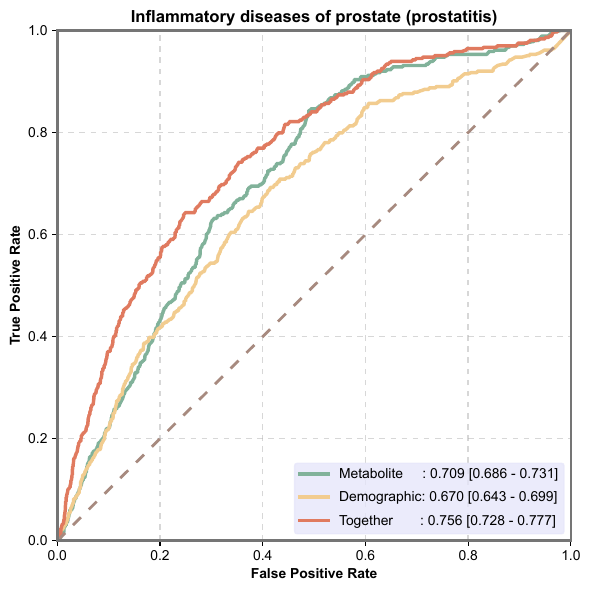 Inflammatory diseases of prostate (prostatitis)
1.0
0.8
0.6
0.4
0.2
0.0
True Positive Rate
Metabolite : 0.709 [0.686 - 0.731]
Demographic: 0.670 [0.643 - 0.699]
Together : 0.756 [0.728 - 0.777]
0.0 0.2 0.4 0.6 0.8 1.0
False Positive Rate